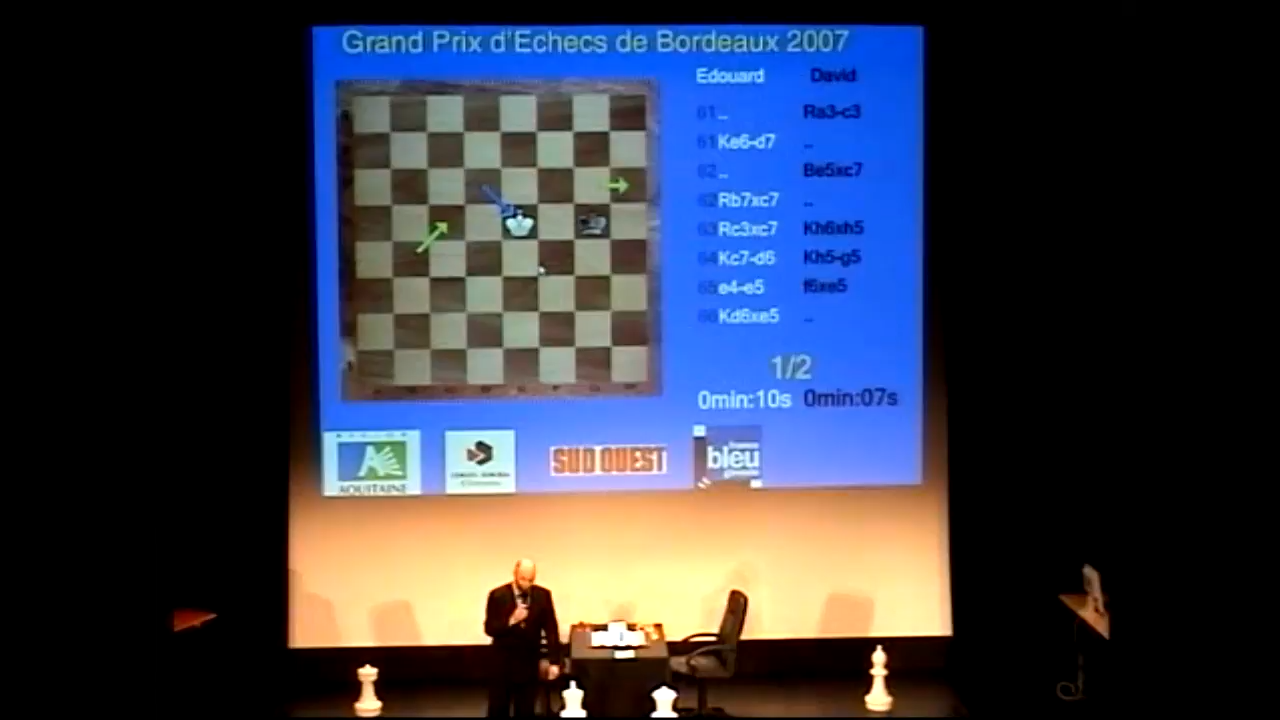 Grand Prix d'Echecs de Bordeaux 2007
Edouard David
61 .. Ra3-c3
61 Ke6-d7 ..
62 .. Be5xc7
62 Rb7xc7 ..
63 Rc3xc7 Kh6xh5
64 Kc7-d6 Kh5-g5
65 e4-e5 f6xe5
66 Kd6xe5 ..
1/2
0min:10s 0min:07s
AQUITAINE
SUD OUEST
france
bleu
gironde